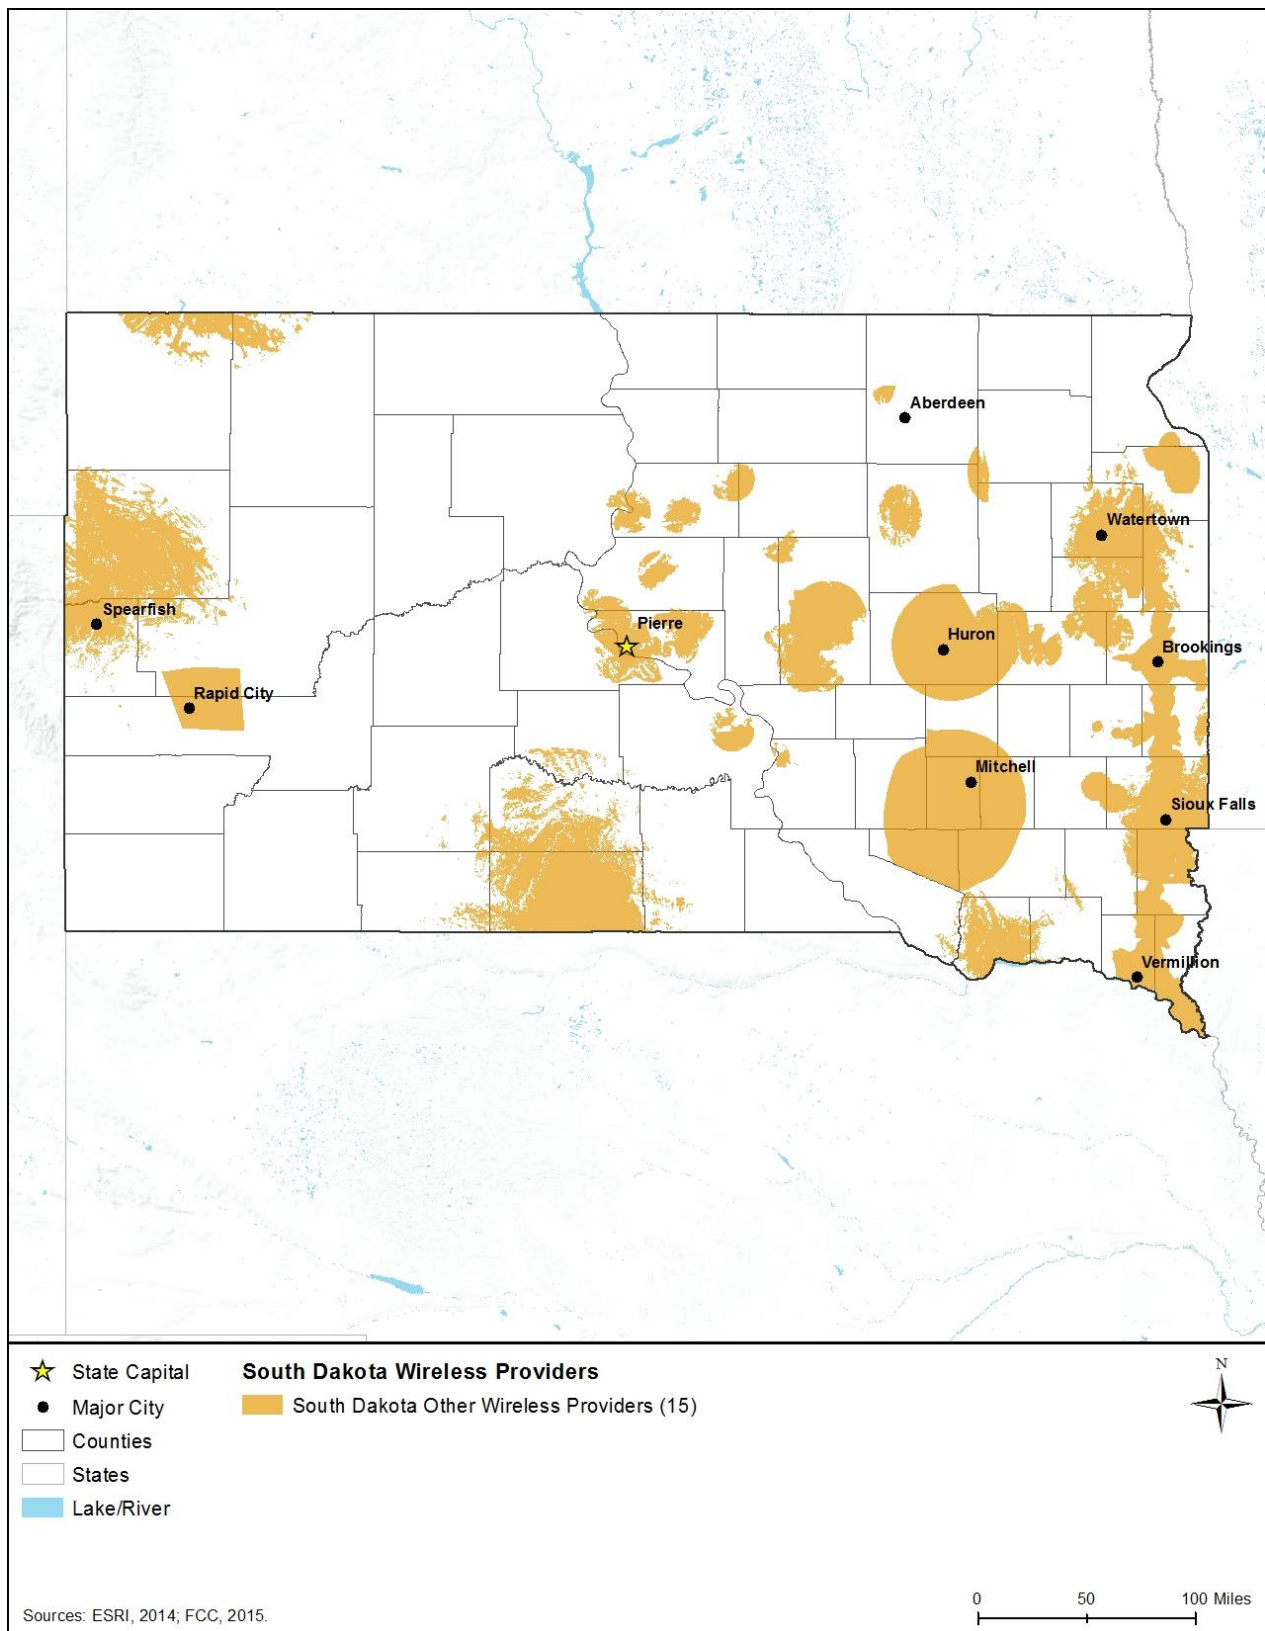 Aberdeen
Watertown
Spearfish
Pierre
Huron
Brookings
Rapid City
Mitchell
Sioux Falls
Vermillion
State Capital
Major City
Counties
States
Lake/River
South Dakota Wireless Providers
South Dakota Other Wireless Providers (15)
N
Sources: ESRI, 2014; FCC, 2015.
0 50 100 Miles